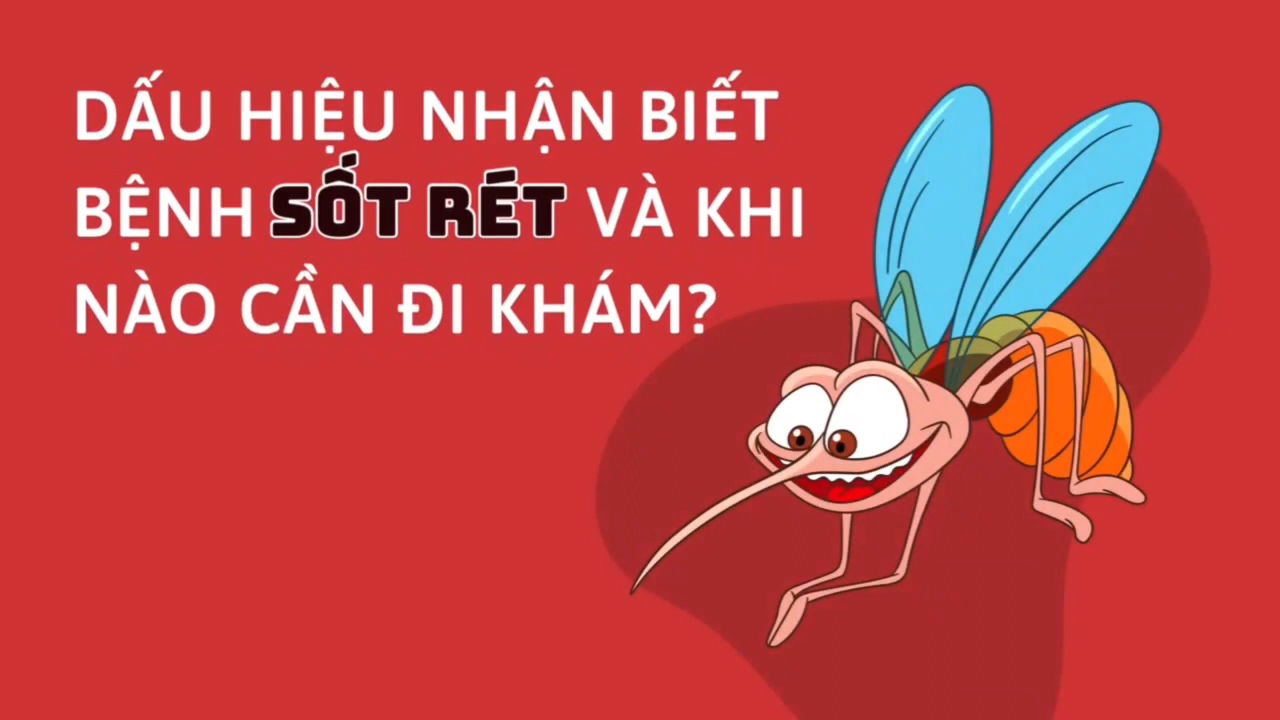 DẤU HIỆU NHẬN BIẾT
BỆNH SỐT RÉT VÀ KHI
NÀO CẦN ĐI KHÁM?